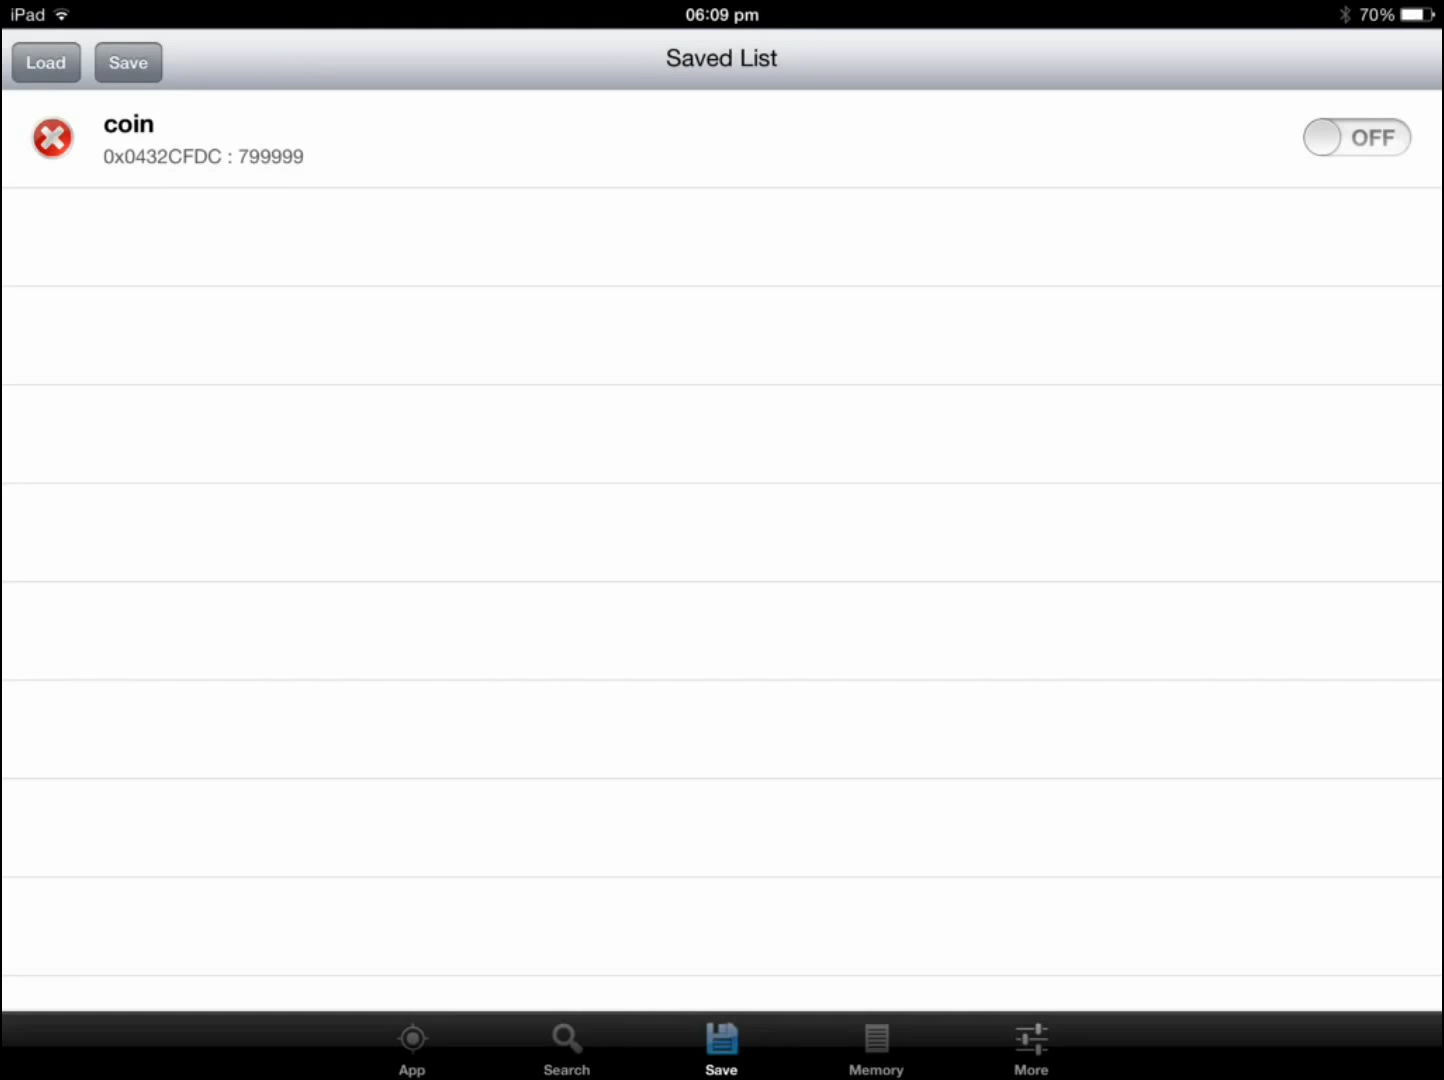 iPad 06:09 pm 70%
Load Save Saved List
coin
0x0432CFDC : 799999
OFF
App Search Save Memory More